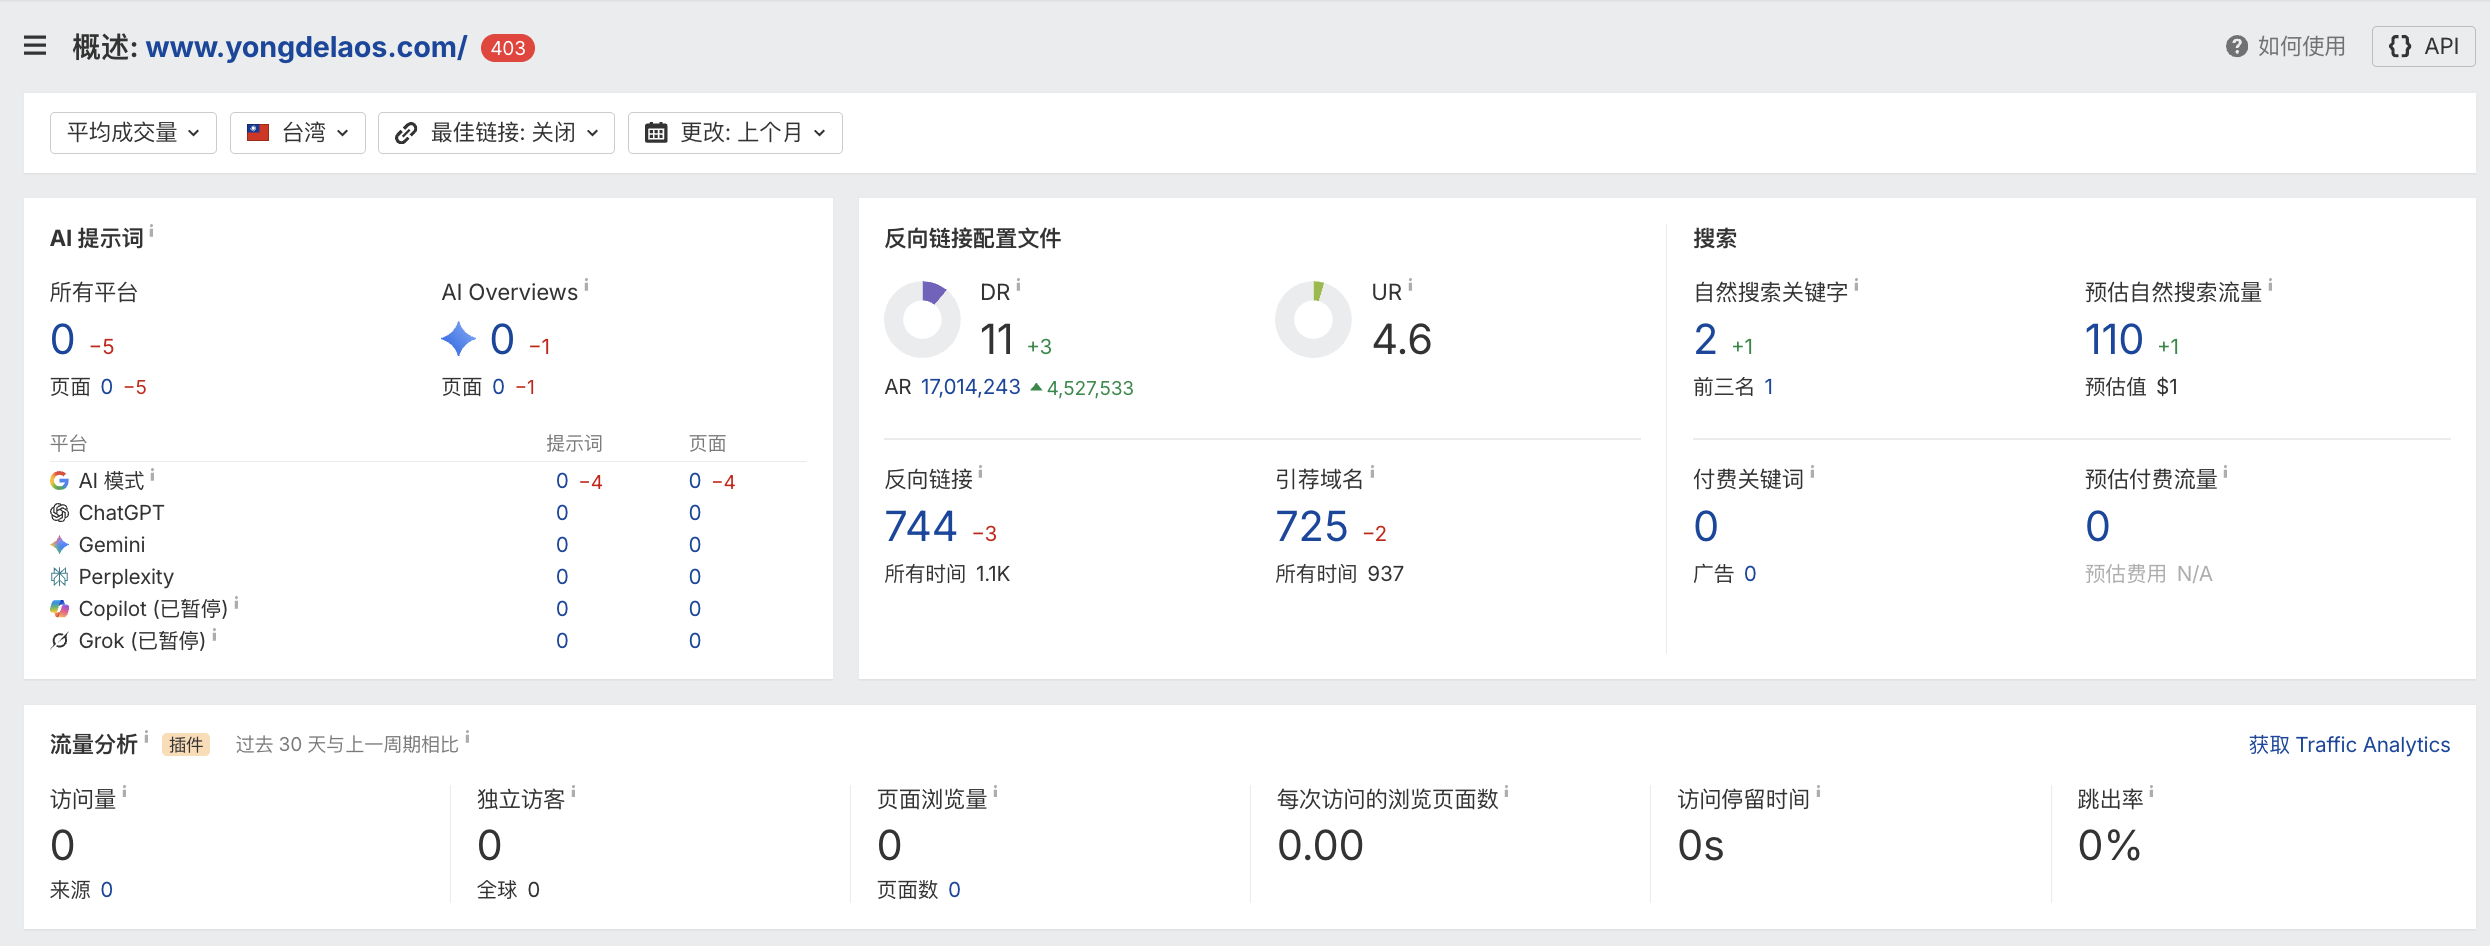 概述: www.yongdelaos.com/ 403
如何使用
API
平均成交量
台湾
最佳链接: 关闭
更改: 上个月
AI 提示词
所有平台
0 −5
页面 0 −5
AI Overviews
0 −1
页面 0 −1
平台 提示词 页面
AI 模式 0 −4 0 −4
ChatGPT 0 0
Gemini 0 0
Perplexity 0 0
Copilot (已暂停) 0 0
Grok (已暂停) 0 0
反向链接配置文件
DR
11 +3
AR 17,014,243 4,527,533
UR
4.6
反向链接
744 −3
所有时间 1.1K
引荐域名
725 −2
所有时间 937
搜索
自然搜索关键字
2 +1
前三名 1
预估自然搜索流量
110 +1
预估值 $1
付费关键词
0
广告 0
预估付费流量
0
预估费用 N/A
流量分析 插件 过去 30 天与上一周期相比
获取 Traffic Analytics
访问量
0
来源 0
独立访客
0
全球 0
页面浏览量
0
页面数 0
每次访问的浏览页面数
0.00
访问停留时间
0s
跳出率
0%